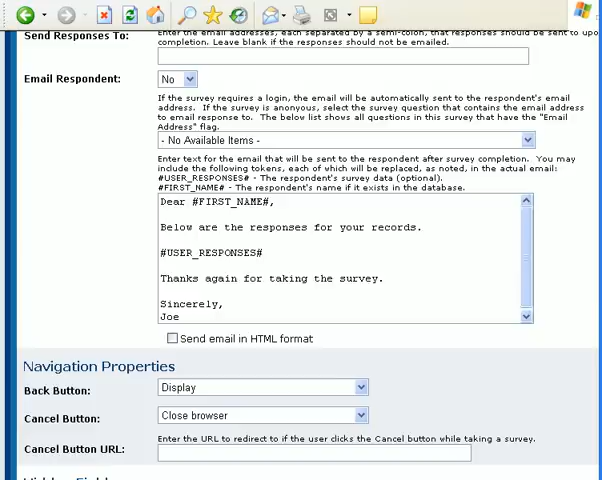 Send Responses To:
Enter the email addresses, each separated by a semi-colon, that responses should be sent to upo
completion. Leave blank if the responses should not be emailed.
Email Respondent:
No
If the survey requires a login, the email will be automatically sent to the respondent's email
address. If the survey is anonyous, select the survey question that contains the email address
to email response to. The below list shows all questions in this survey that have the "Email
Address" flag.
- No Available Items -
Enter text for the email that will be sent to the respondent after survey completion. You may
include the following tokens, each of which will be replaced, as noted, in the actual email:
#USER_RESPONSES# - The respondent's survey data (optional).
#FIRST_NAME# - The respondent's name if it exists in the database.
Dear #FIRST_NAME#,
Below are the responses for your records.
#USER_RESPONSES#
Thanks again for taking the survey.
Sincerely,
Joe
Send email in HTML format
Navigation Properties
Back Button:
Display
Cancel Button:
Close browser
Enter the URL to redirect to if the user clicks the Cancel button while taking a survey.
Cancel Button URL: